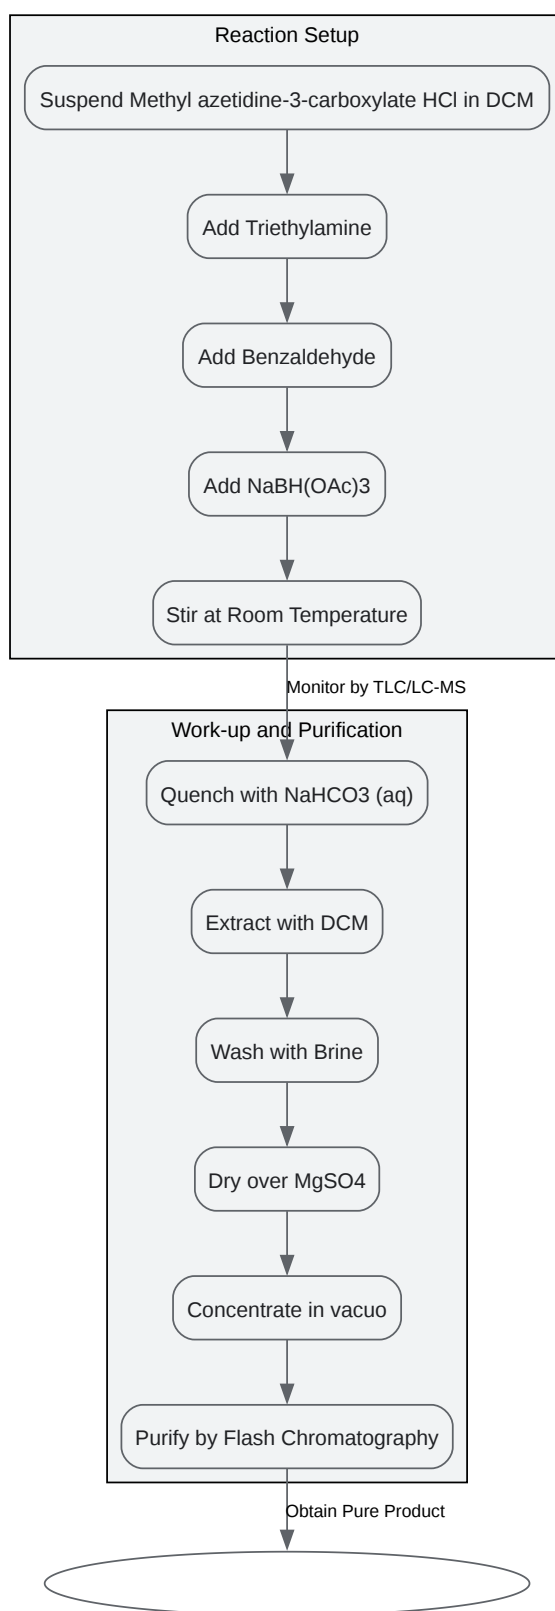 Reaction Setup
Suspend Methyl azetidine-3-carboxylate HCl in DCM
Add Triethylamine
Add Benzaldehyde
Add NaBH(OAc)3
Stir at Room Temperature
Monitor by TLC/LC-MS
Work-up and Purification
Quench with NaHCO3 (aq)
Extract with DCM
Wash with Brine
Dry over MgSO4
Concentrate in vacuo
Purify by Flash Chromatography
Obtain Pure Product